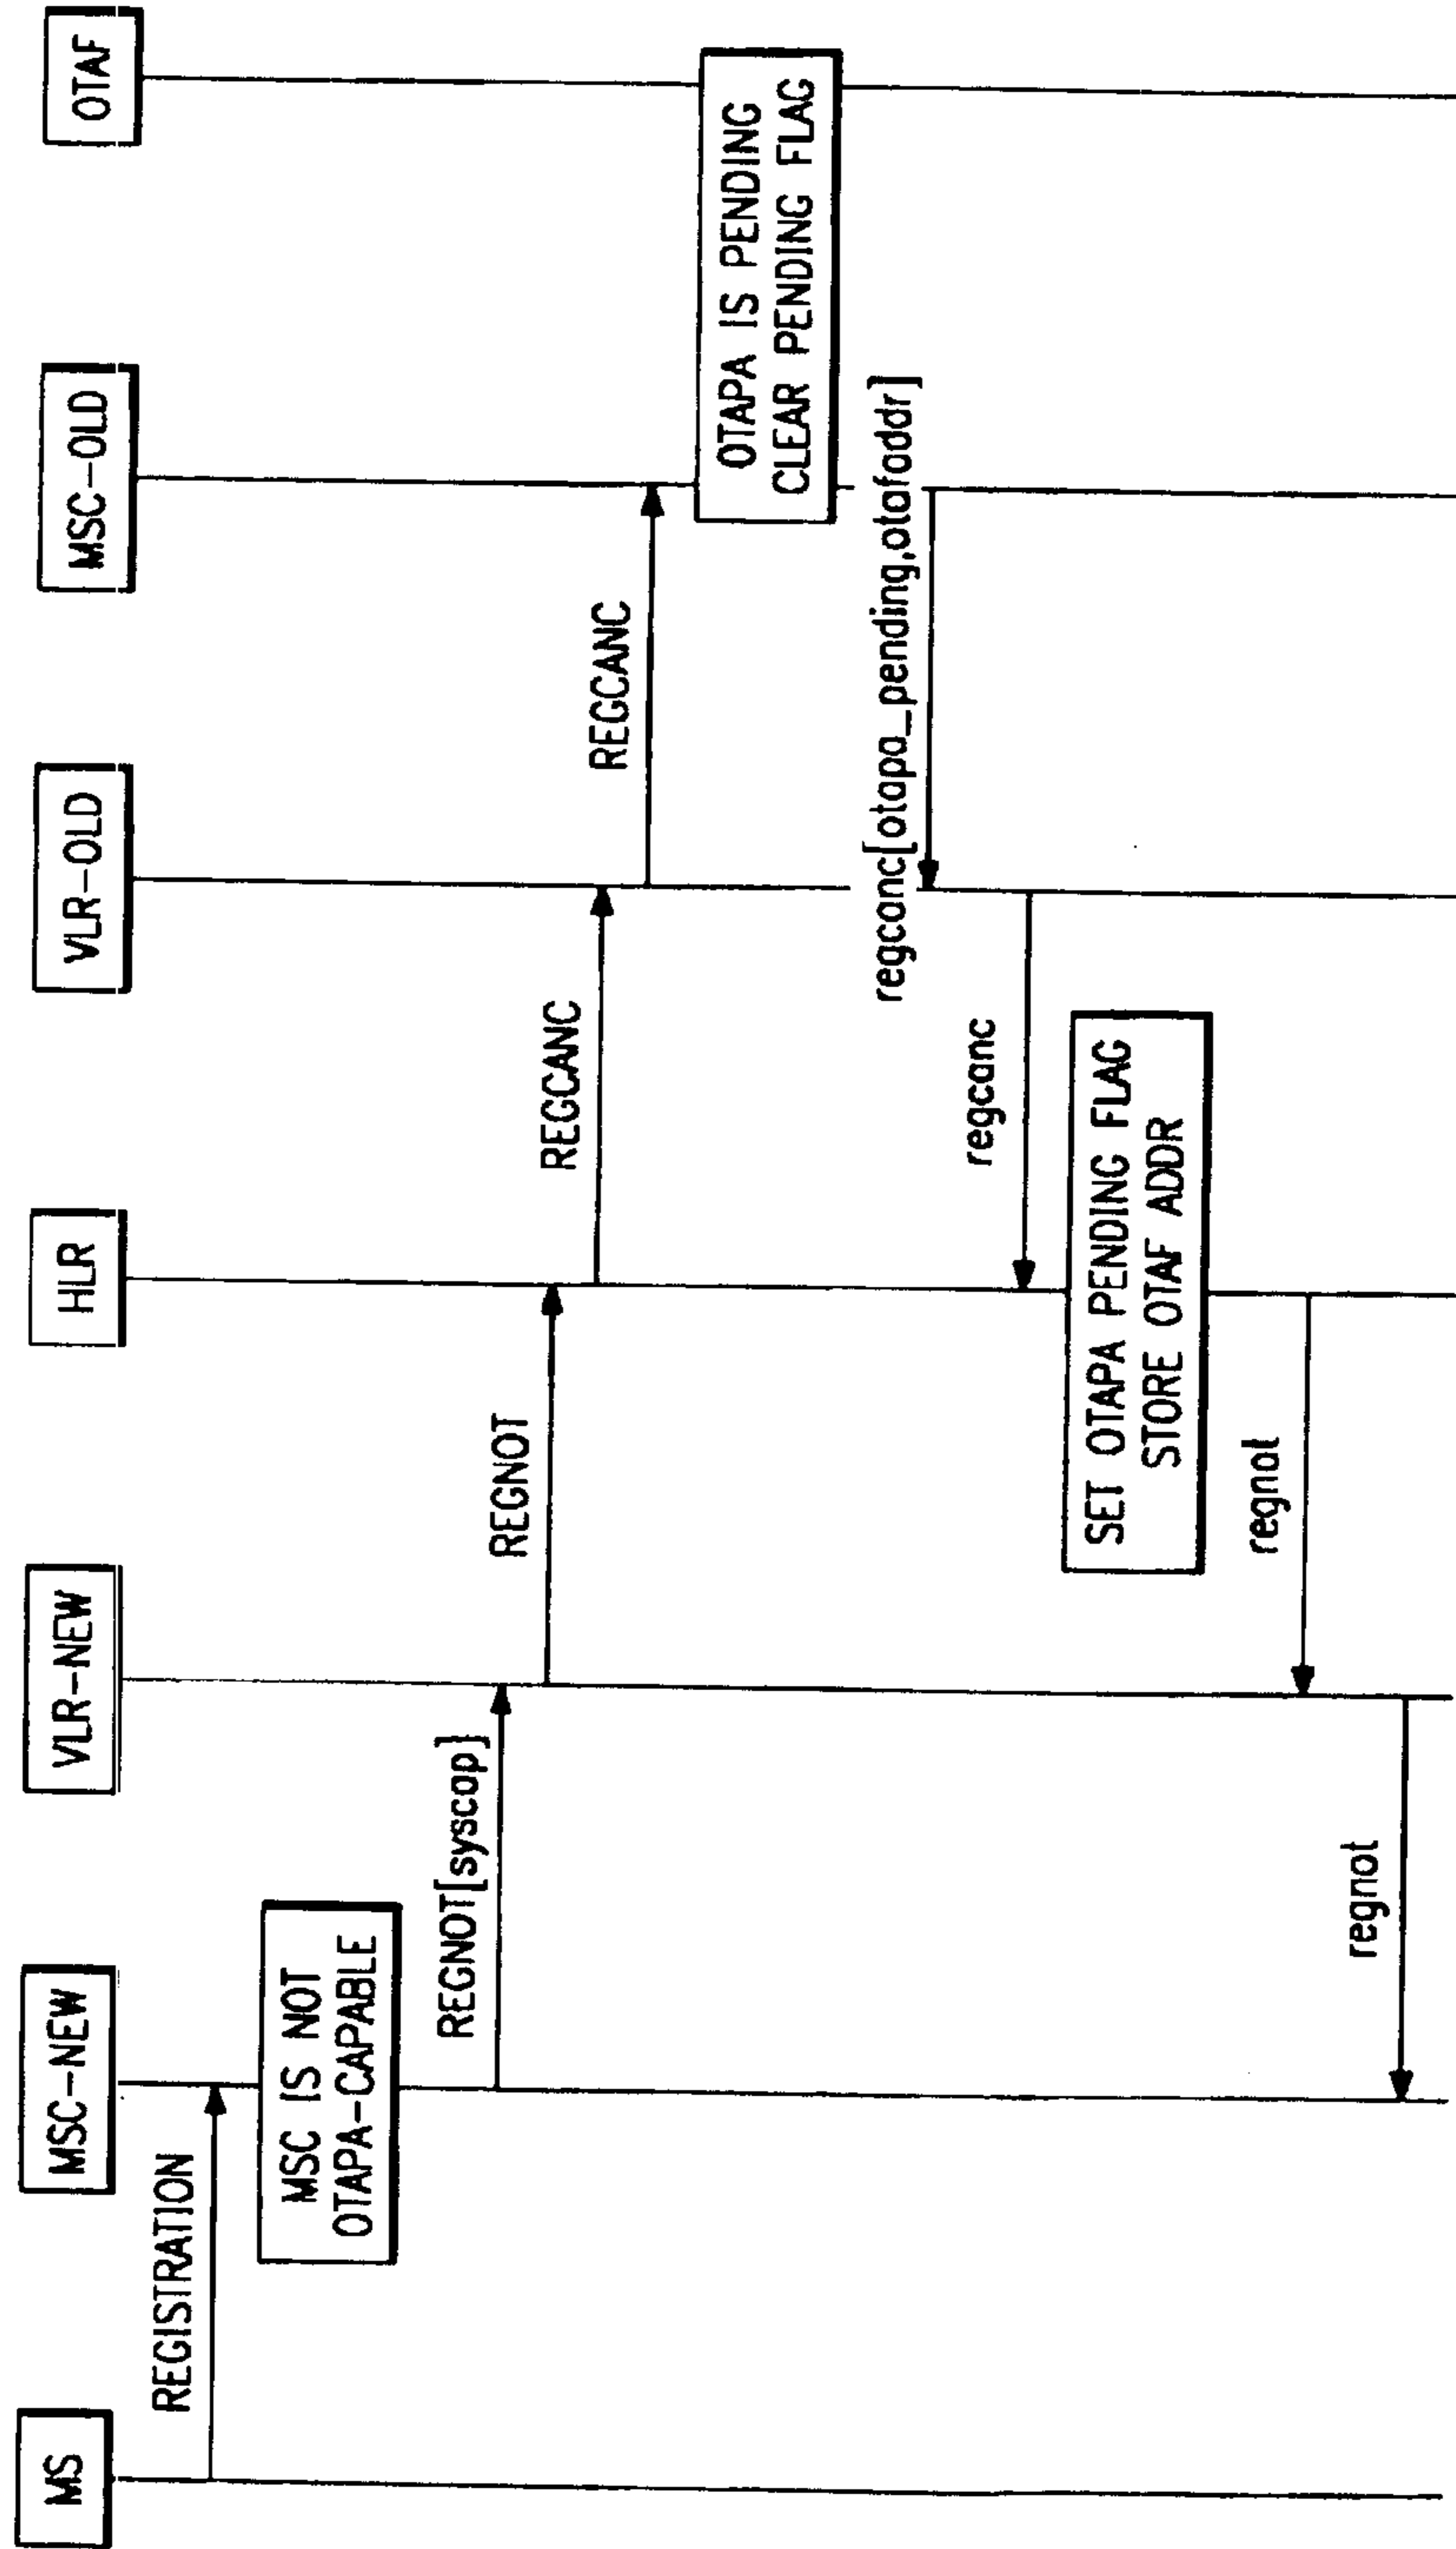 MS
MSC-NEW
VLR-NEW
HLR
VLR-OLD
MSC-OLD
OTAF
REGISTRATION
MSC IS NOT
OTAPA-CAPABLE
REGNOT[syscap]
REGNOT
REGCANC
REGCANC
OTAPA IS PENDING
CLEAR PENDING FLAG
regcanc[otapa_pending,otafaddr]
regcanc
SET OTAPA PENDING FLAG
STORE OTAF ADDR
regnot
regnot